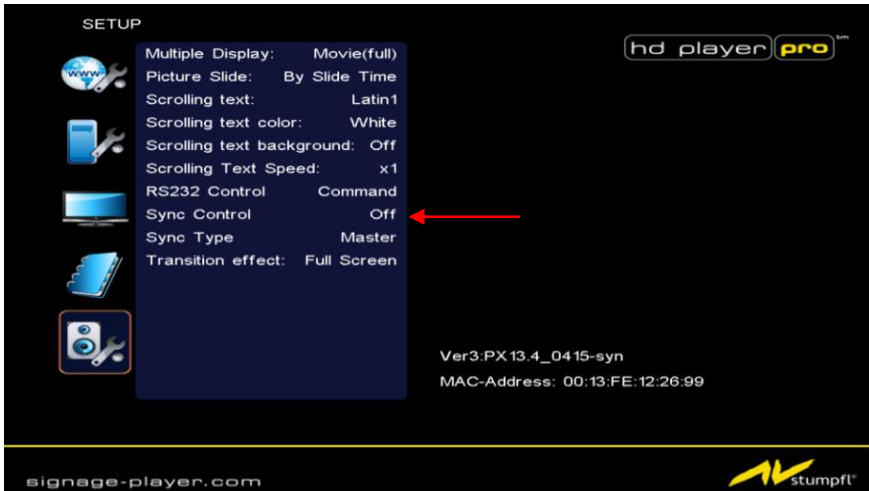 SETUP
hd player pro tm
www
Multiple Display: Movie(full)
Picture Slide: By Slide Time
Scrolling text: Latin1
Scrolling text color: White
Scrolling text background: Off
Scrolling Text Speed: x1
RS232 Control Command
Sync Control Off
Sync Type Master
Transition effect: Full Screen
Ver3:PX13.4_0415-syn
MAC-Address: 00:13:FE:12:26:99
signage-player.com
AV stumpfl®